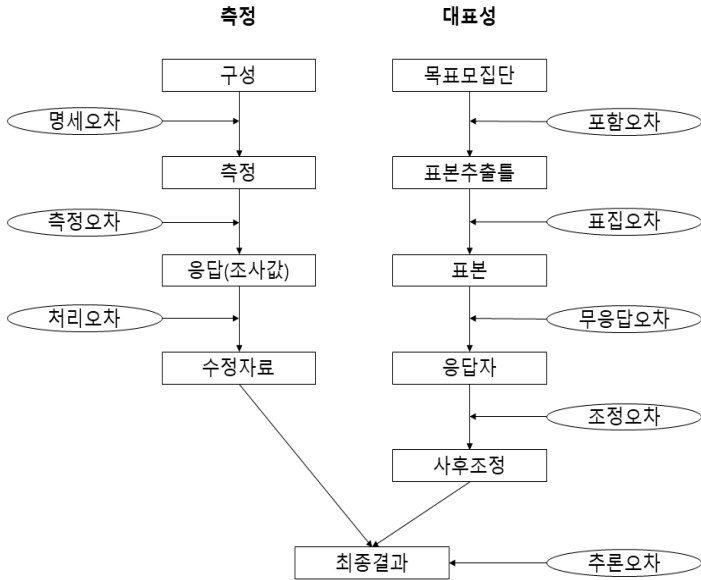 측정
대표성
구성
목표모집단
명세오차
포함오차
측정
표본추출틀
측정오차
표집오차
응답(조사값)
표본
처리오차
무응답오차
수정자료
응답자
조정오차
사후조정
최종결과
추론오차